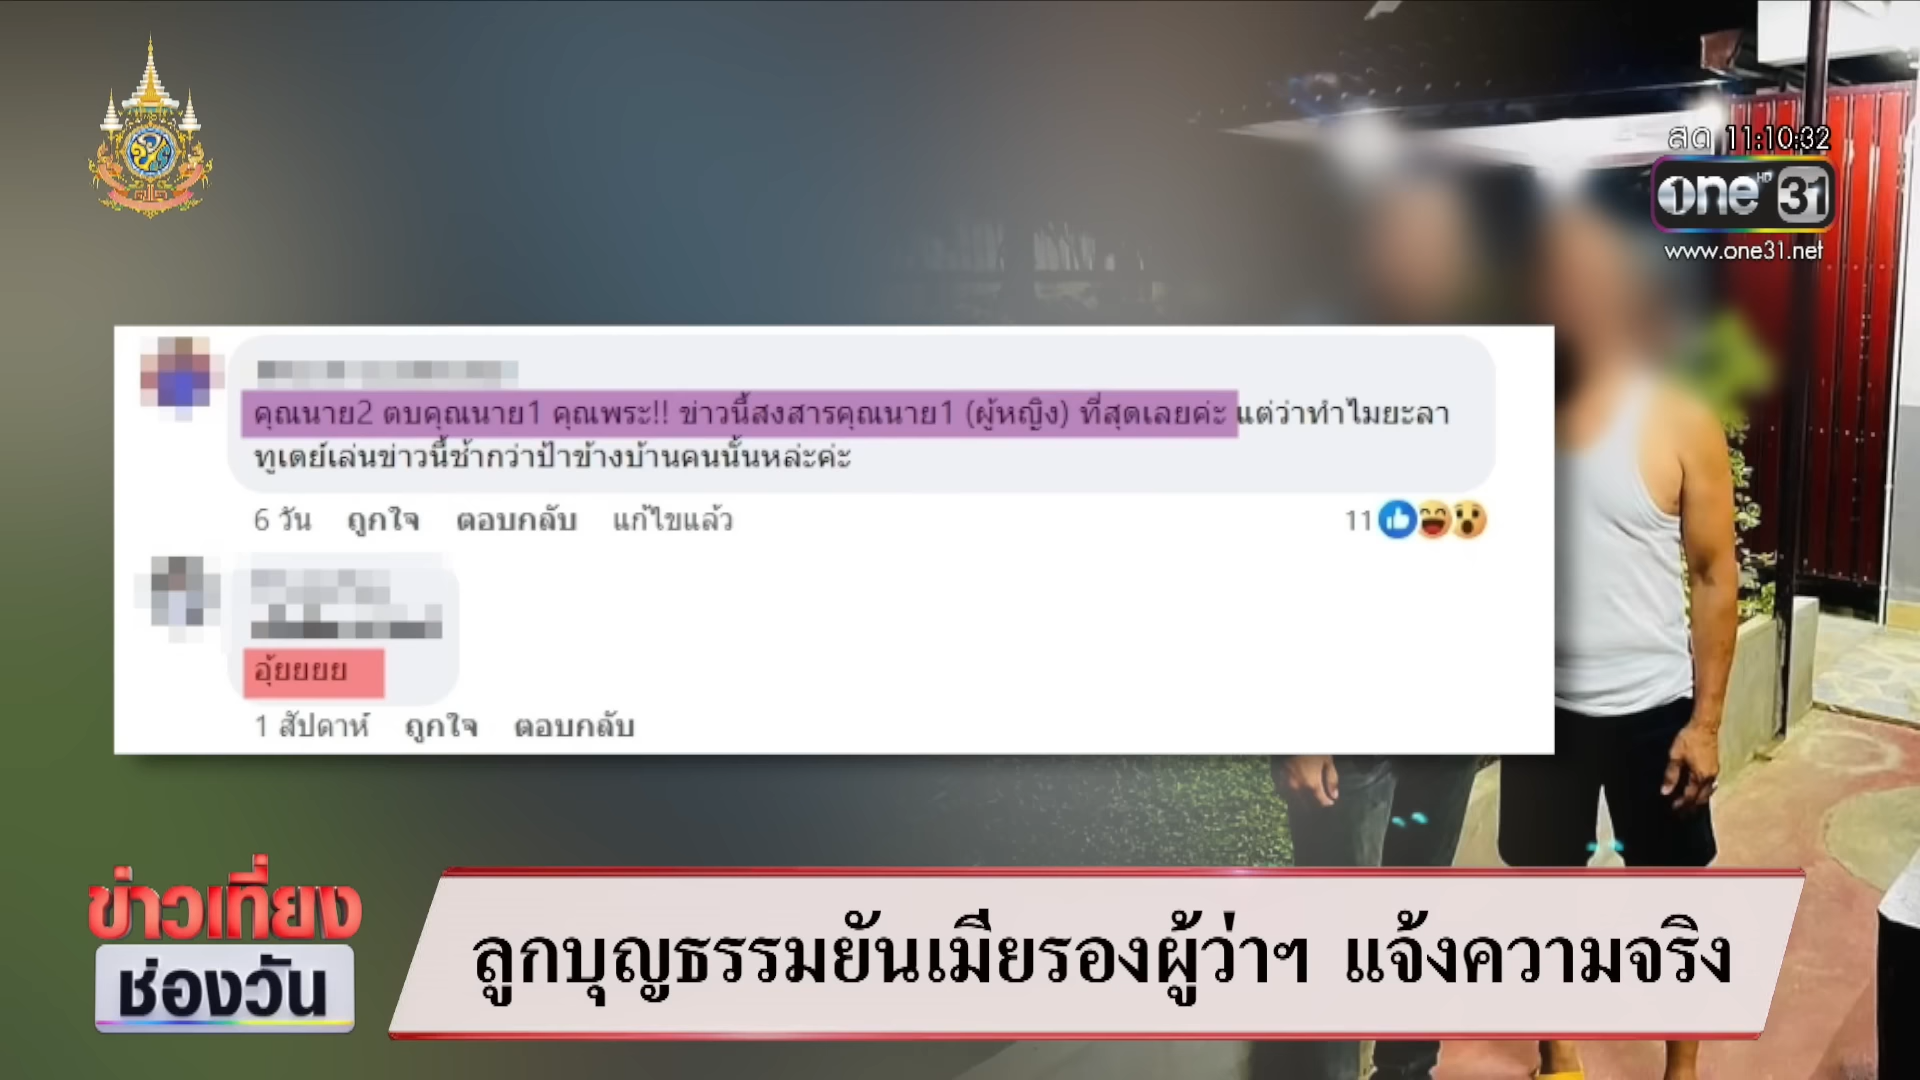 สด 11:10:32
one HD 31
www.one31.net
คุณนาย2 ตบคุณนาย1 คุณพระ!! ข่าวนี้สงสารคุณนาย1 (ผู้หญิง) ที่สุดเลยค่ะ แต่ว่าทำไมยะลา
ทูเดย์เล่นข่าวนี้ช้ากว่าป้าข้างบ้านคนนั้นหล่ะค่ะ
6 วัน ถูกใจ ตอบกลับ แก้ไขแล้ว
11
อุ้ยยยย
1 สัปดาห์ ถูกใจ ตอบกลับ
ข่าวเที่ยง
ช่องวัน
ลูกบุญธรรมยันเมียรองผู้ว่าฯ แจ้งความจริง